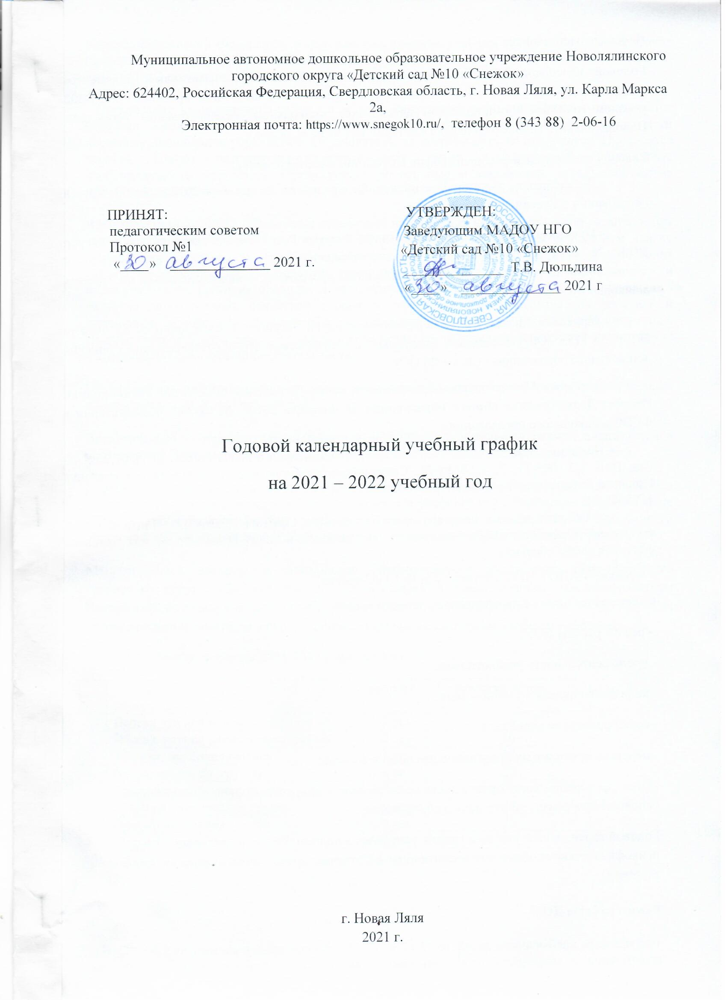 Муниципальное автономное дошкольное образовательное учреждение Новолялинского
городского округа «Детский сад №10 «Снежок»
Адрес: 624402, Российская Федерация, Свердловская область, г. Новая Ляля, ул. Карла Маркса
2а,
Электронная почта: https://www.snegok10.ru/, телефон 8 (343 88) 2-06-16
ПРИНЯТ:
педагогическим советом
Протокол №1
«30» августа 2021 г.
УТВЕРЖДЕН:
Заведующим МАДОУ НГО
«Детский сад №10 «Снежок»
Т.В. Дюльдина
«30» августа 2021 г
Годовой календарный учебный график
на 2021 – 2022 учебный год
г. Новая Ляля
2021 г.